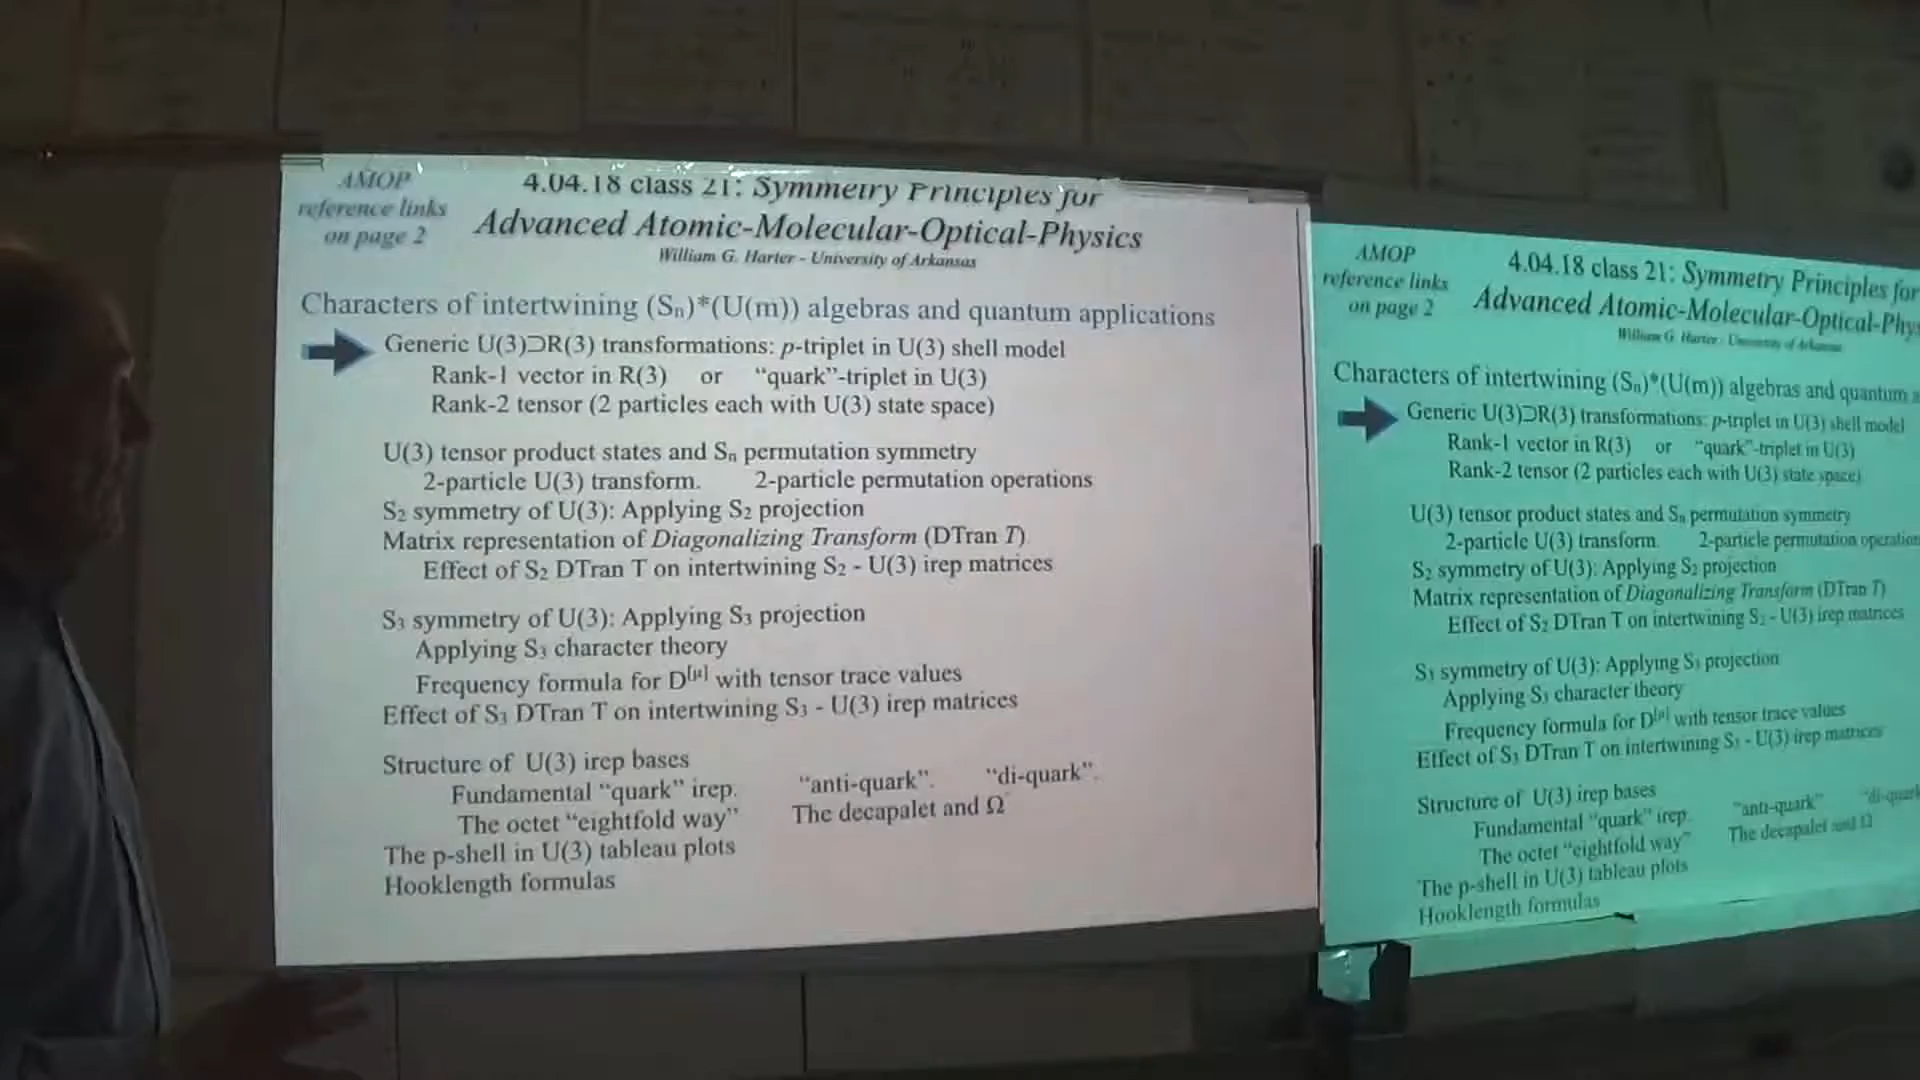 AMOP
reference links
on page 2
4.04.18 class 21: Symmetry Principles for
Advanced Atomic-Molecular-Optical-Physics
William G. Harter - University of Arkansas
Characters of intertwining (Sₙ)*(U(m)) algebras and quantum applications
Generic U(3)⊃R(3) transformations: p-triplet in U(3) shell model
Rank-1 vector in R(3) or “quark”-triplet in U(3)
Rank-2 tensor (2 particles each with U(3) state space)
U(3) tensor product states and Sₙ permutation symmetry
2-particle U(3) transform. 2-particle permutation operations
S₂ symmetry of U(3): Applying S₂ projection
Matrix representation of Diagonalizing Transform (DTran T)
Effect of S₂ DTran T on intertwining S₂ - U(3) irep matrices
S₃ symmetry of U(3): Applying S₃ projection
Applying S₃ character theory
Frequency formula for D[μ] with tensor trace values
Effect of S₃ DTran T on intertwining S₃ - U(3) irep matrices
Structure of U(3) irep bases
Fundamental “quark” irep. “anti-quark”. “di-quark”.
The octet “eightfold way” The decapalet and Ω⁻
The p-shell in U(3) tableau plots
Hooklength formulas
AMOP
reference links
on page 2
4.04.18 class 21: Symmetry Principles for
Advanced Atomic-Molecular-Optical-Phys
William G. Harter - University of Arkansas
Characters of intertwining (Sₙ)*(U(m)) algebras and quantum a
Generic U(3)⊃R(3) transformations: p-triplet in U(3) shell model
Rank-1 vector in R(3) or “quark”-triplet in U(3)
Rank-2 tensor (2 particles each with U(3) state space)
U(3) tensor product states and Sₙ permutation symmetry
2-particle U(3) transform. 2-particle permutation operation
S₂ symmetry of U(3): Applying S₂ projection
Matrix representation of Diagonalizing Transform (DTran T)
Effect of S₂ DTran T on intertwining S₂ - U(3) irep matrices
S₃ symmetry of U(3): Applying S₃ projection
Applying S₃ character theory
Frequency formula for D[μ] with tensor trace values
Effect of S₃ DTran T on intertwining S₃ - U(3) irep matrices
Structure of U(3) irep bases
Fundamental “quark” irep. “anti-quark” “di-quark
The octet “eightfold way” The decapalet and Ω
The p-shell in U(3) tableau plots
Hooklength formulas